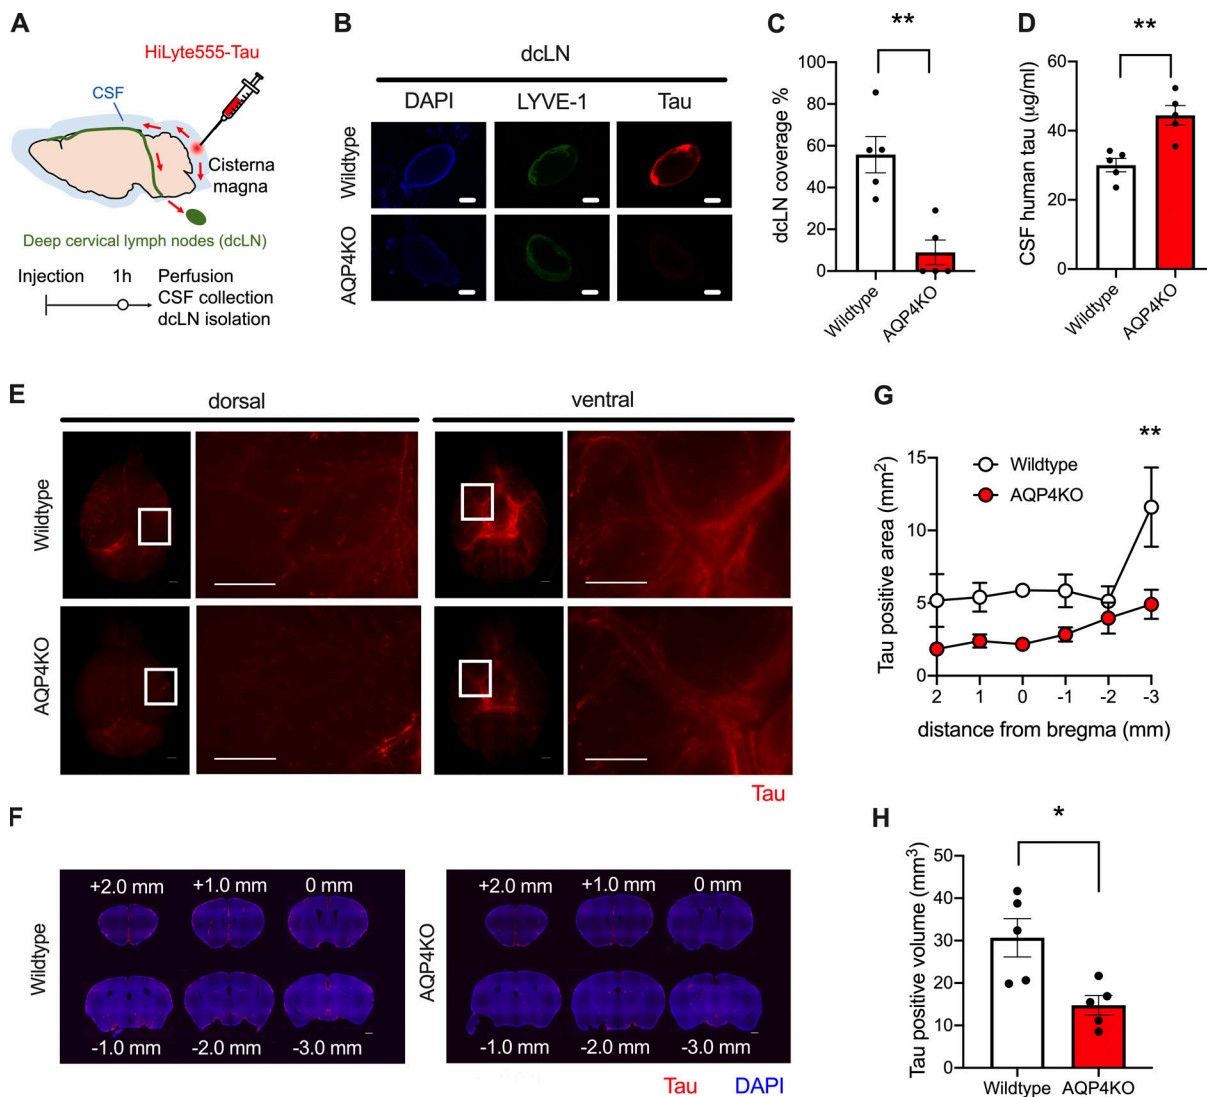 A
HiLyte555-Tau
CSF
Cisterna
magna
Deep cervical lymph nodes (dcLN)
Injection 1h Perfusion
CSF collection
dcLN isolation
B
dcLN
DAPI LYVE-1 Tau
Wildtype
AQP4KO
C
**
dcLN coverage %
100
80
60
40
20
0
Wildtype
AQP4KO
D
**
CSF human tau (μg/ml)
60
40
20
0
Wildtype
AQP4KO
E
dorsal ventral
Wildtype
AQP4KO
Tau
G
**
Wildtype
AQP4KO
Tau positive area (mm²)
15
10
5
0
2 1 0 -1 -2 -3
distance from bregma (mm)
F
Wildtype
+2.0 mm +1.0 mm 0 mm
-1.0 mm -2.0 mm -3.0 mm
AQP4KO
+2.0 mm +1.0 mm 0 mm
-1.0 mm -2.0 mm -3.0 mm
Tau DAPI
H
*
Tau positive volume (mm³)
50
40
30
20
10
0
Wildtype AQP4KO